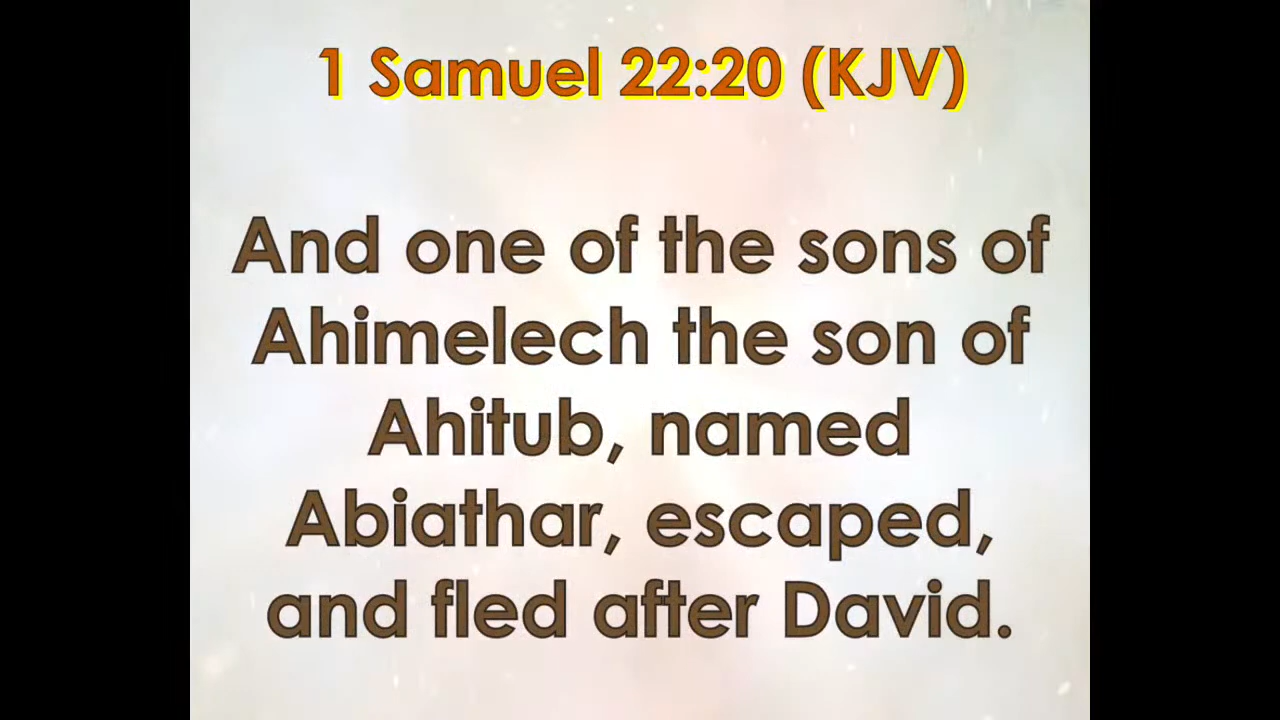 1 Samuel 22:20 (KJV)
And one of the sons of
Ahimelech the son of
Ahitub, named
Abiathar, escaped,
and fled after David.